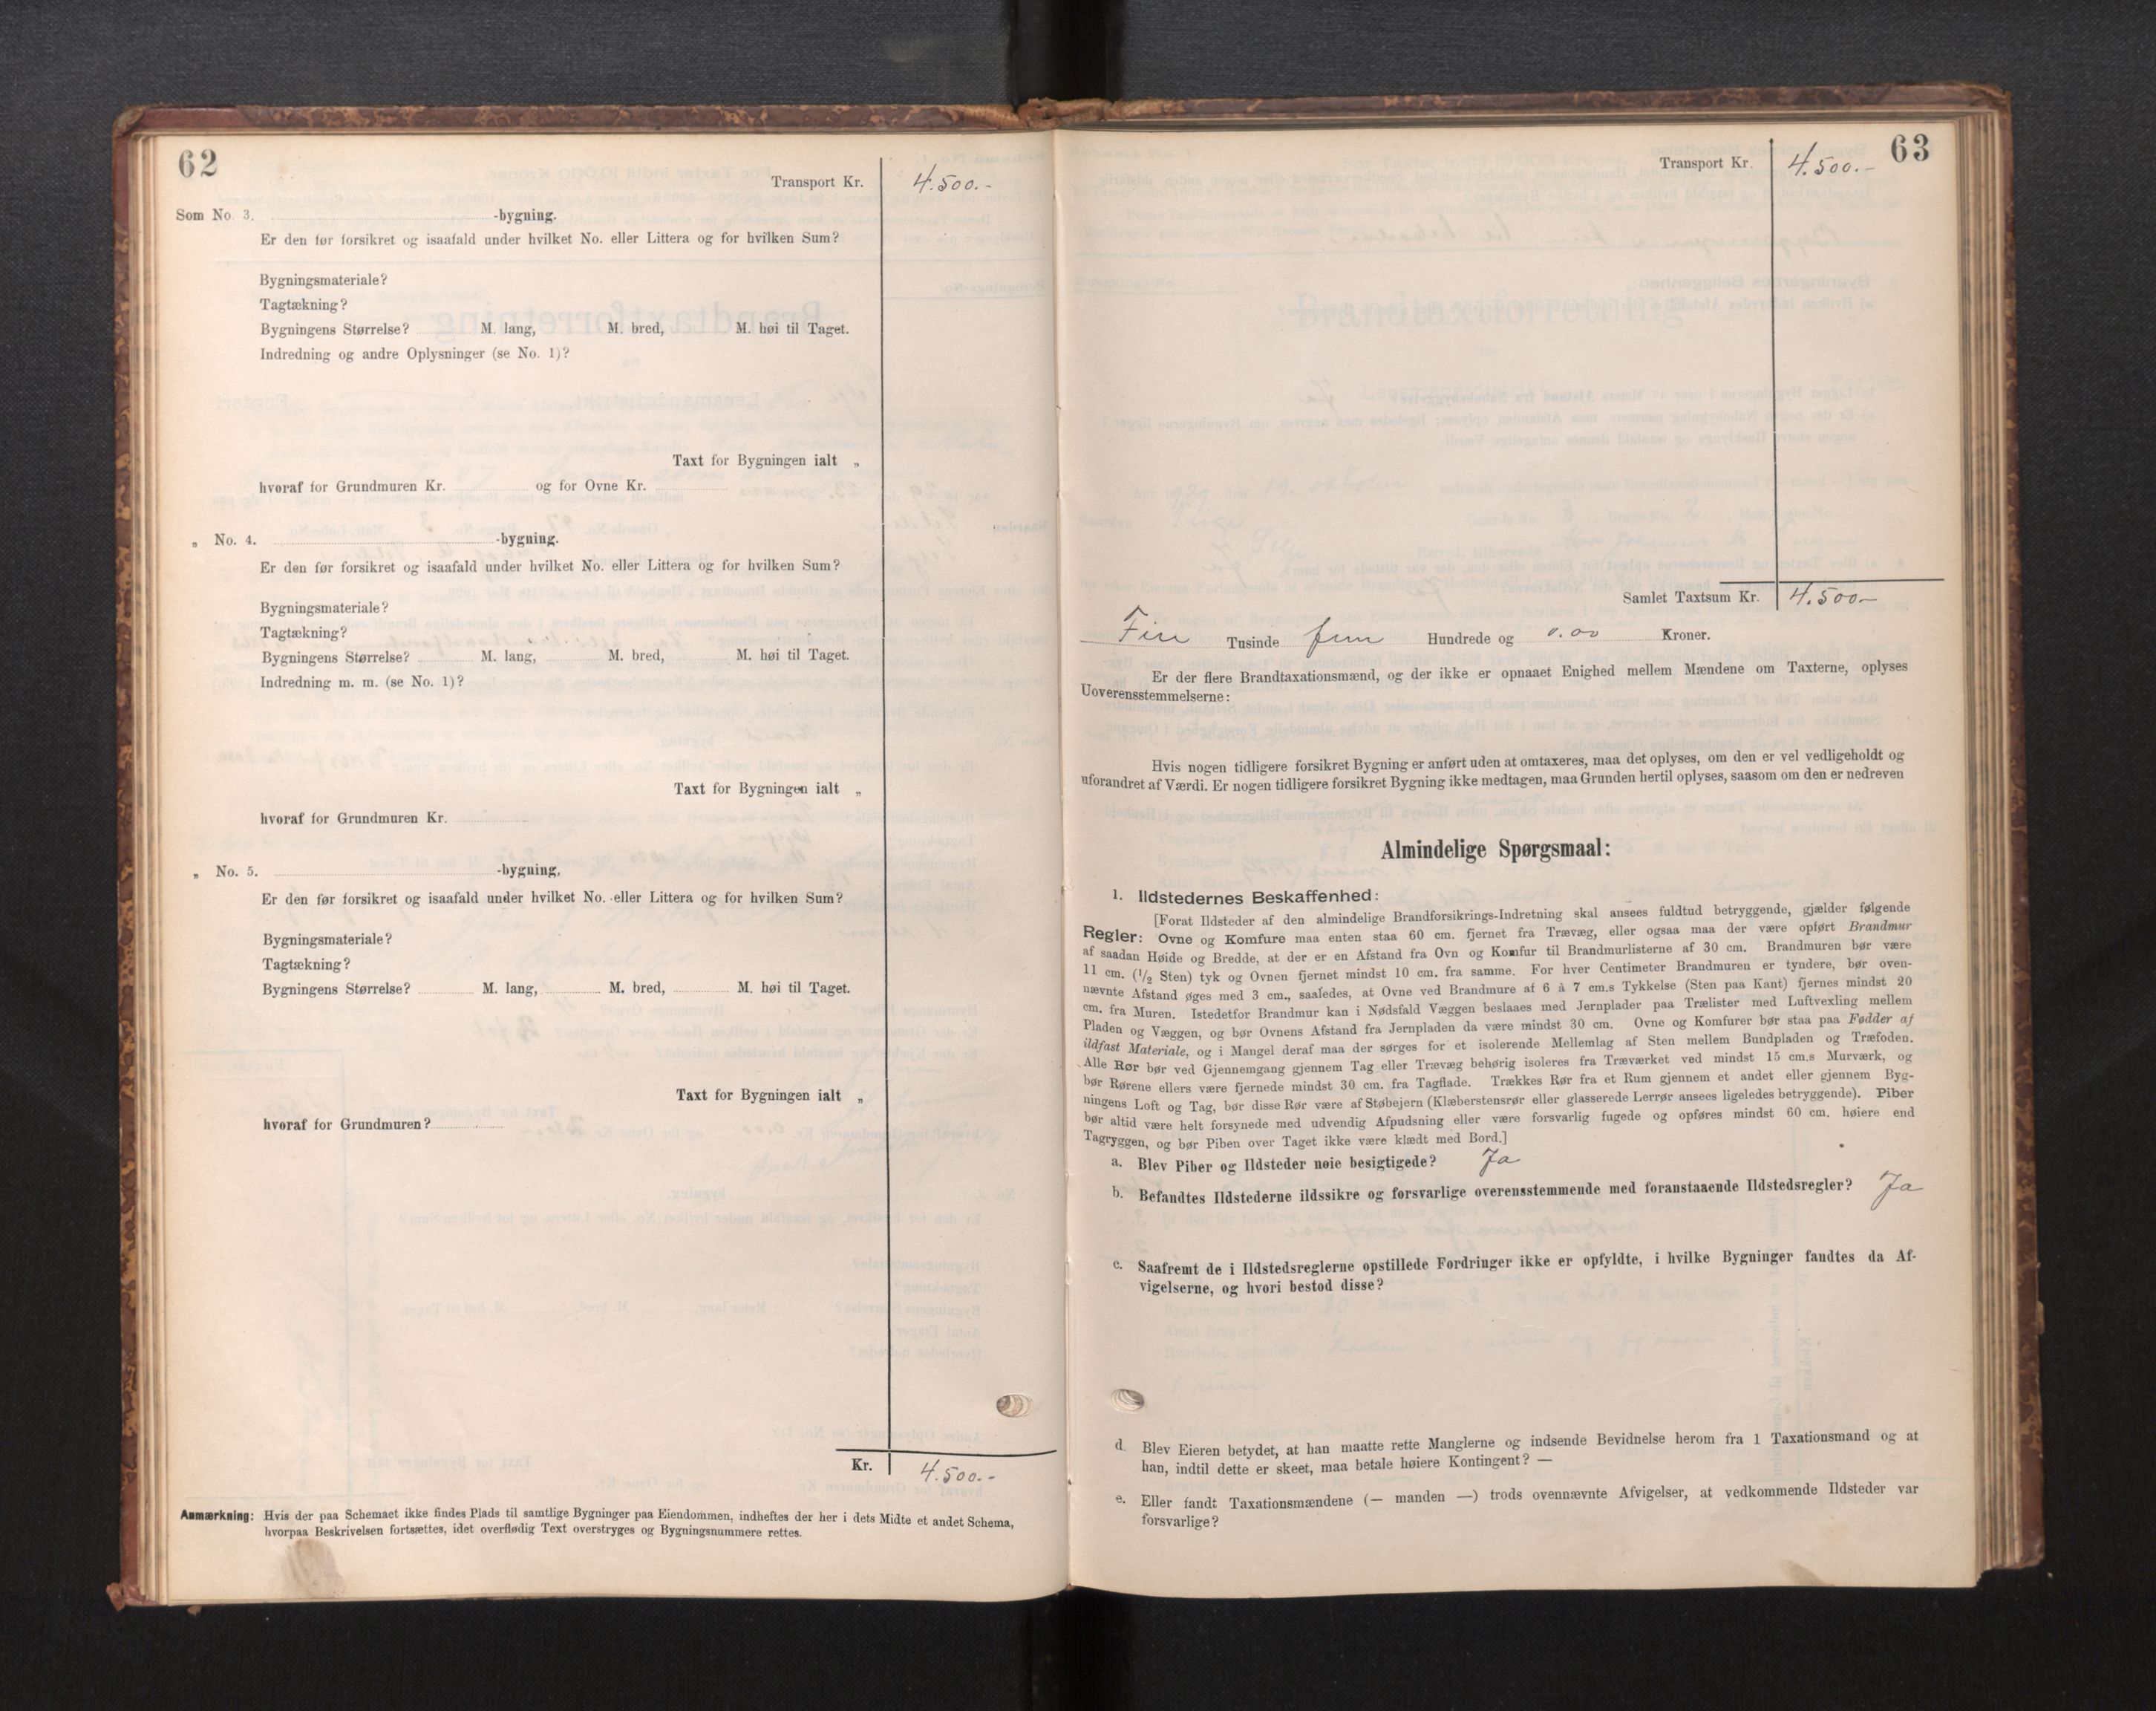 62
Transport Kr. 4.500.-
Som No. 3. -bygning.
Er den før forsikret og isaafald under hvilket No. eller Littera og for hvilken Sum?
Bygningsmateriale?
Tagtækning?
Bygningens Størrelse? M. lang, M. bred, M. høi til Taget.
Indredning og andre Oplysninger (se No. 1)?
Taxt for Bygningen ialt „
hvoraf for Grundmuren Kr. og for Ovne Kr.
„ No. 4. -bygning.
Er den før forsikret og isaafald under hvilket No. eller Littera og for hvilken Sum?
Bygningsmateriale?
Tagtækning?
Bygningens Størrelse? M. lang, M. bred, M. høi til Taget.
Indredning m. m. (se No. 1)?
Taxt for Bygningen ialt „
hvoraf for Grundmuren Kr.
„ No. 5. -bygning,
Er den før forsikret og isaafald under hvilket No. eller Littera og for hvilken Sum?
Bygningsmateriale?
Tagtækning?
Bygningens Størrelse? M. lang, M. bred, M. høi til Taget.
Taxt for Bygningen ialt „
hvoraf for Grundmuren?
Kr. 4.500.-
Anmærkning: Hvis der paa Schemaet ikke findes Plads til samtlige Bygninger paa Eiendommen, indheftes der her i dets Midte et andet Schema,
hvorpaa Beskrivelsen fortsættes, idet overflødig Text overstryges og Bygningsnummere rettes.
63
Transport Kr. 4.500.-
Samlet Taxtsum Kr. 4.500-
Fire Tusinde fem Hundrede og 0.00 Kroner.
Er der flere Brandtaxationsmænd, og der ikke er opnaaet Enighed mellem Mændene om Taxterne, oplyses
Uoverensstemmelserne:
Hvis nogen tidligere forsikret Bygning er anført uden at omtaxeres, maa det oplyses, om den er vel vedligeholdt og
uforandret af Værdi. Er nogen tidligere forsikret Bygning ikke medtagen, maa Grunden hertil oplyses, saasom om den er nedreven
Almindelige Spørgsmaal:
1. Ildstedernes Beskaffenhed:
[Forat Ildsteder af den almindelige Brandforsikrings-Indretning skal ansees fuldtud betryggende, gjælder følgende
Regler: Ovne og Komfure maa enten staa 60 cm. fjernet fra Trævæg, eller ogsaa maa der være opført Brandmur
af saadan Høide og Bredde, at der er en Afstand fra Ovn og Komfur til Brandmurlisterne af 30 cm. Brandmuren bør være
11 cm. (1/2 Sten) tyk og Ovnen fjernet mindst 10 cm. fra samme. For hver Centimeter Brandmuren er tyndere, bør oven-
nævnte Afstand øges med 3 cm., saaledes, at Ovne ved Brandmure af 6 à 7 cm.s Tykkelse (Sten paa Kant) fjernes mindst 20
cm. fra Muren. Istedetfor Brandmur kan i Nødsfald Væggen beslaaes med Jernplader paa Trælister med Luftvexling mellem
Pladen og Væggen, og bør Ovnens Afstand fra Jernpladen da være mindst 30 cm. Ovne og Komfurer bør staa paa Fødder af
ildfast Materiale, og i Mangel deraf maa der sørges for et isolerende Mellemlag af Sten mellem Bundpladen og Træfoden.
Alle Rør bør ved Gjennemgang gjennem Tag eller Trævæg behørig isoleres fra Træværket ved mindst 15 cm.s Murværk, og
bør Rørene ellers være fjernede mindst 30 cm. fra Tagflade. Trækkes Rør fra et Rum gjennem et andet eller gjennem Byg-
ningens Loft og Tag, bør disse Rør være af Støbejern (Klæberstensrør eller glasserede Lerrør ansees ligeledes betryggende). Piber
bør altid være helt forsynede med udvendig Afpudsning eller være forsvarlig fugede og opføres mindst 60 cm. høiere end
Tagryggen, og bør Piben over Taget ikke være klædt med Bord.]
a. Blev Piber og Ildsteder nøie besigtigede? Ja
b. Befandtes Ildstederne ildssikre og forsvarlige overensstemmende med foranstaaende Ildstedsregler? Ja
c. Saafremt de i Ildstedsreglerne opstillede Fordringer ikke er opfyldte, i hvilke Bygninger fandtes da Af-
vigelserne, og hvori bestod disse?
d. Blev Eieren betydet, at han maatte rette Manglerne og indsende Bevidnelse herom fra 1 Taxationsmand og at
han, indtil dette er skeet, maa betale høiere Kontingent? —
e. Eller fandt Taxationsmændene (— manden —) trods ovennævnte Afvigelser, at vedkommende Ildsteder var
forsvarlige?